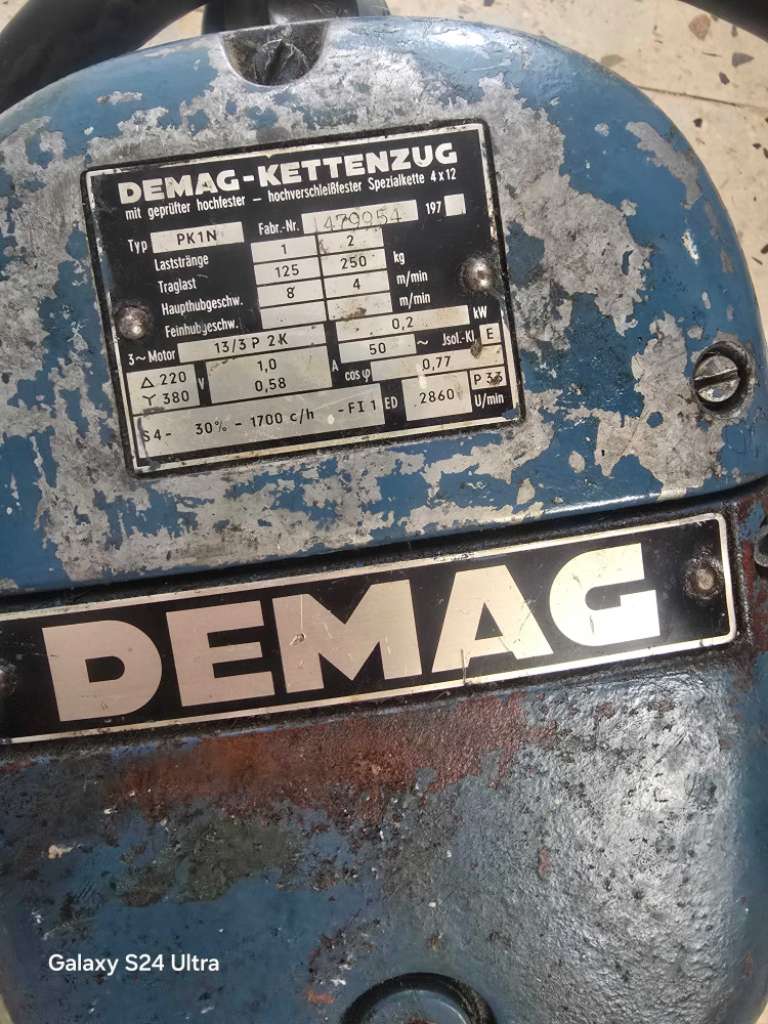 DEMAG-KETTENZUG
mit geprüfter hochfester – hochverschleißfester Spezialkette 4 x 12
Typ PK1N Fabr.-Nr. 479954 197
Laststränge 1 2
Traglast 125 250 kg
Haupthubgeschw. 8 4 m/min
Feinhubgeschw. m/min
3~ Motor 13/3 P 2K 0,2 kW
△ 220 V 1,0 A 50 ~ Jsol.-Kl. E
Y 380 0,58 cos φ 0,77
S4- 30% - 1700 c/h -FI 1 ED .2860 U/min P 33
DEMAG
Galaxy S24 Ultra